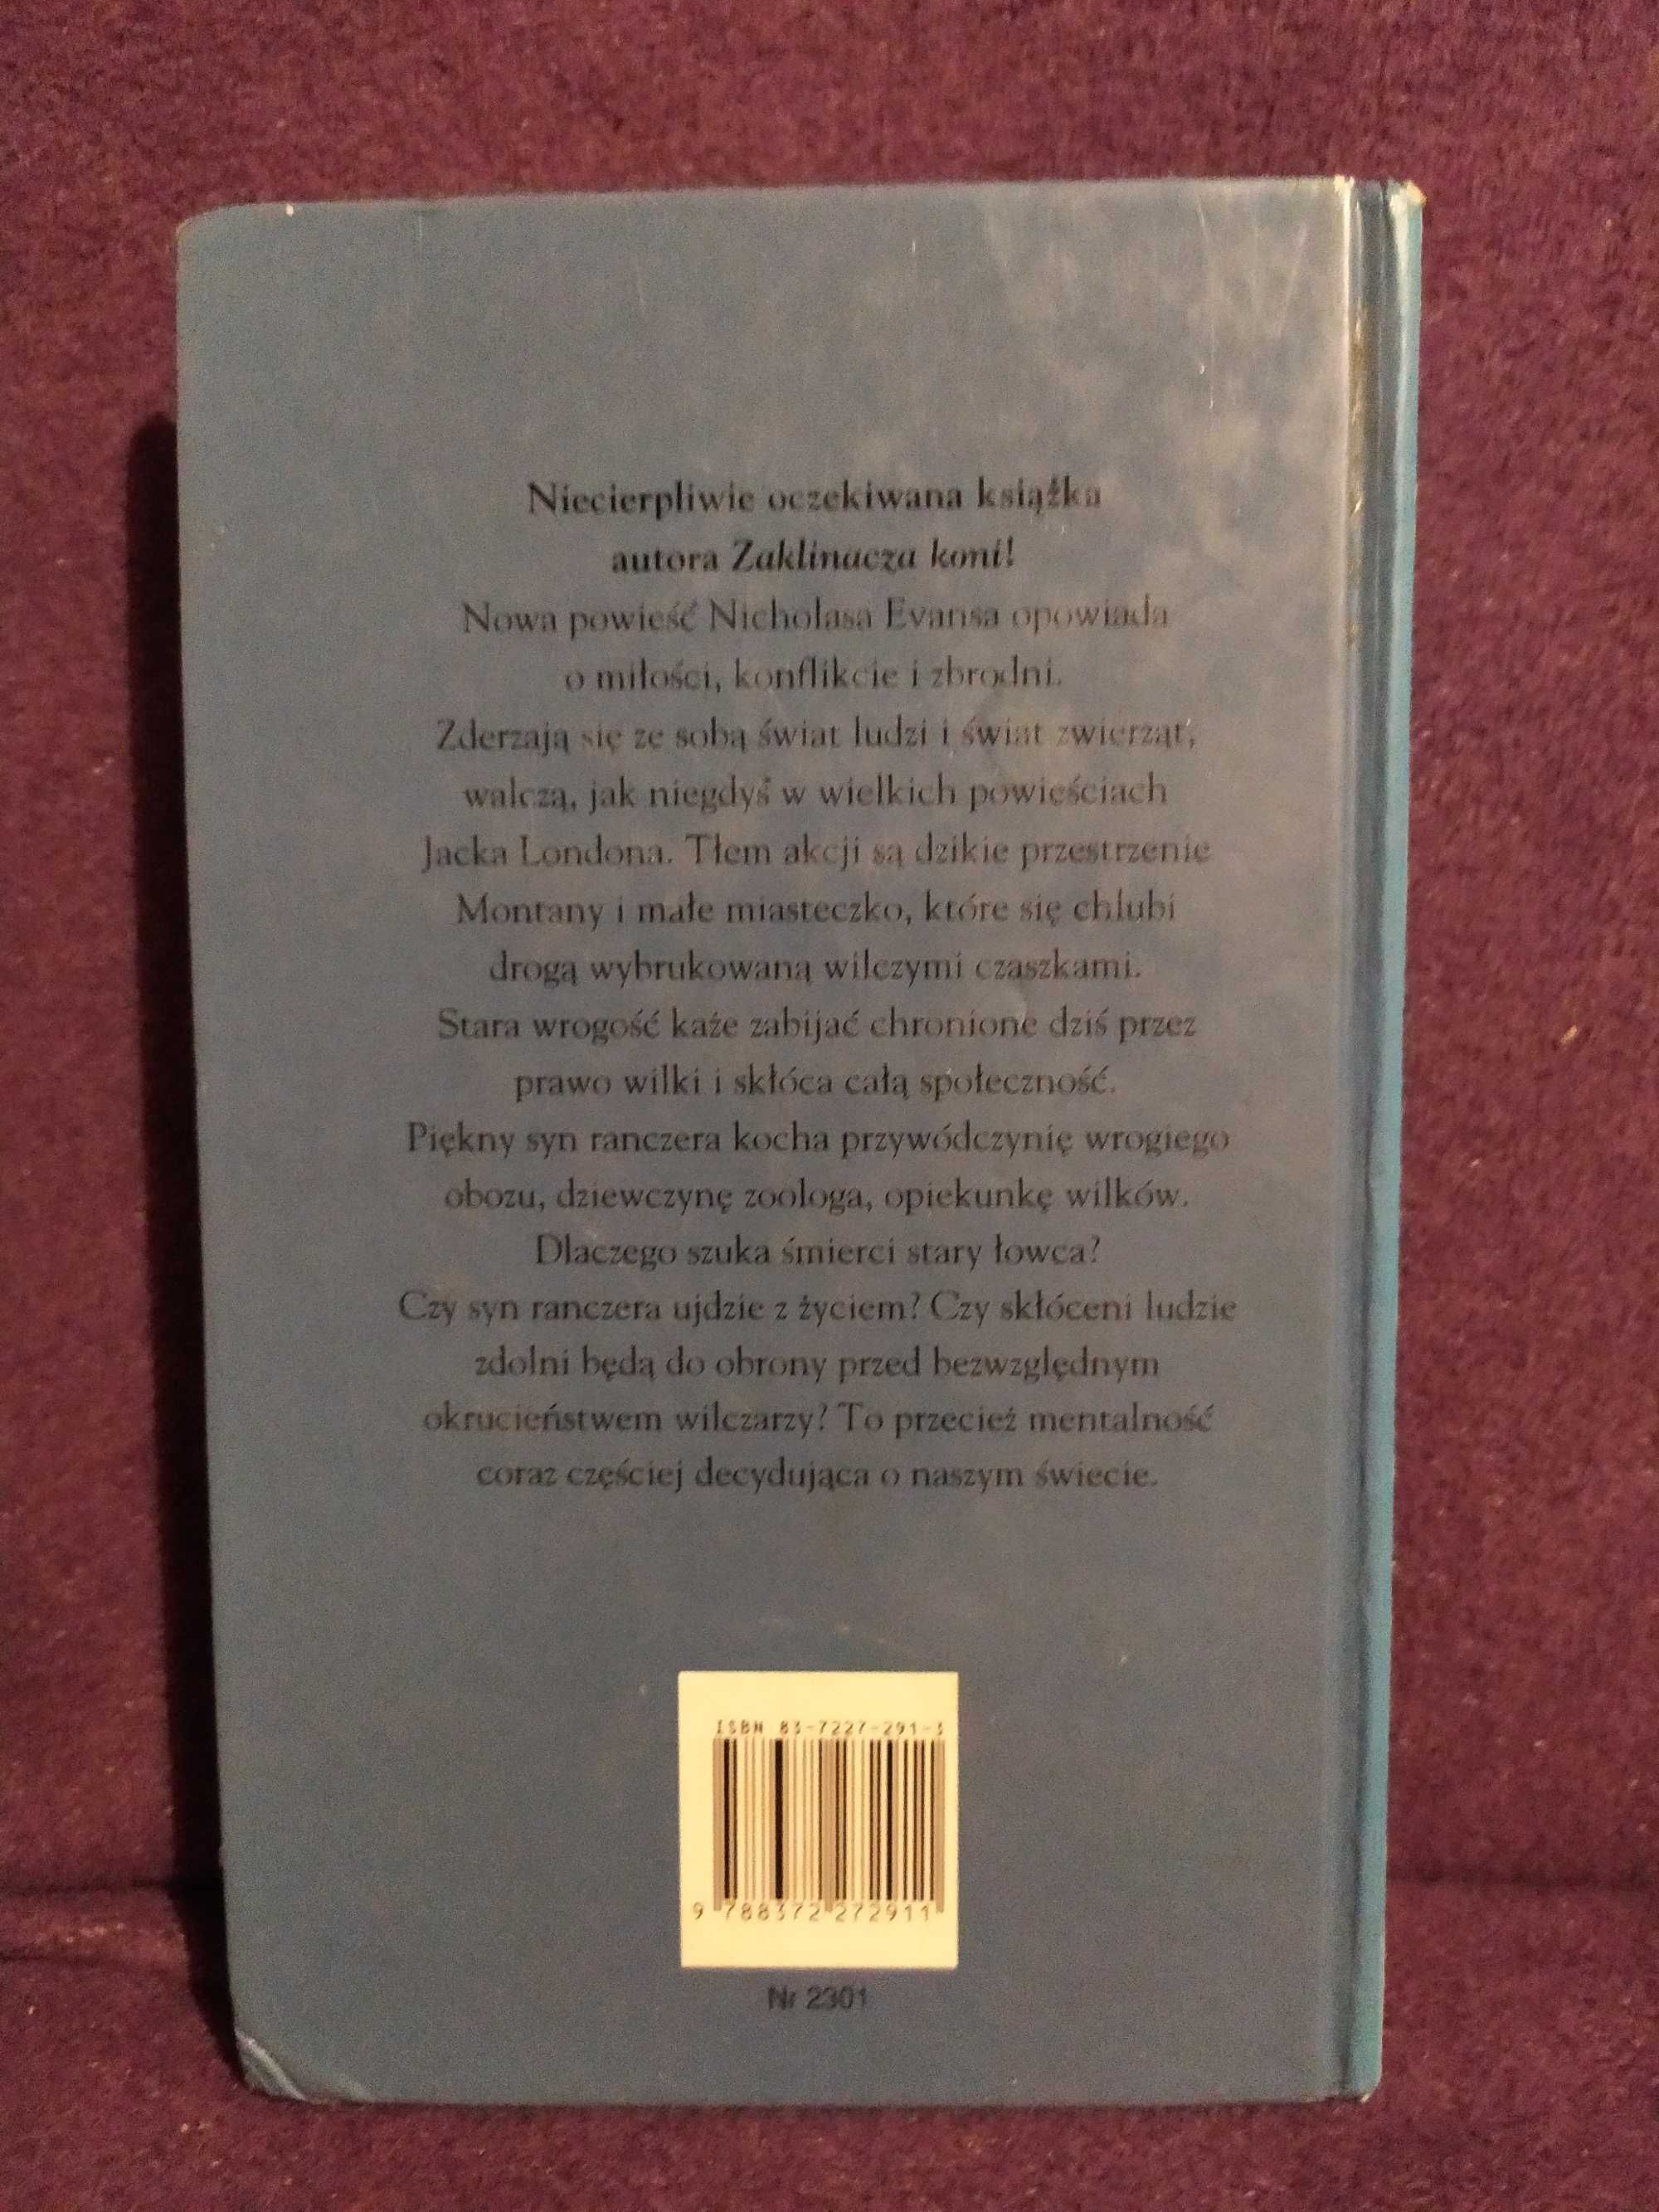 Niecierpliwie oczekiwana książka
autora Zaklinacza koni!
Nowa powieść Nicholasa Evansa opowiada
o miłości, konflikcie i zbrodni.
Zderzają się ze sobą świat ludzi i świat zwierząt,
walczą, jak niegdyś w wielkich powieściach
Jacka Londona. Tłem akcji są dzikie przestrzenie
Montany i małe miasteczko, które się chlubi
drogą wybrukowaną wilczymi czaszkami.
Stara wrogość każe zabijać chronione dziś przez
prawo wilki i skłóca całą społeczność.
Piękny syn ranczera kocha przywódczynię wrogiego
obozu, dziewczynę zoologa, opiekunkę wilków.
Dlaczego szuka śmierci stary łowca?
Czy syn ranczera ujdzie z życiem? Czy skłóceni ludzie
zdolni będą do obrony przed bezwzględnym
okrucieństwem wilczarzy? To przecież mentalność
coraz częściej decydująca o naszym świecie.
ISBN 83-7227-291-3
9 788372 272911
Nr 2301